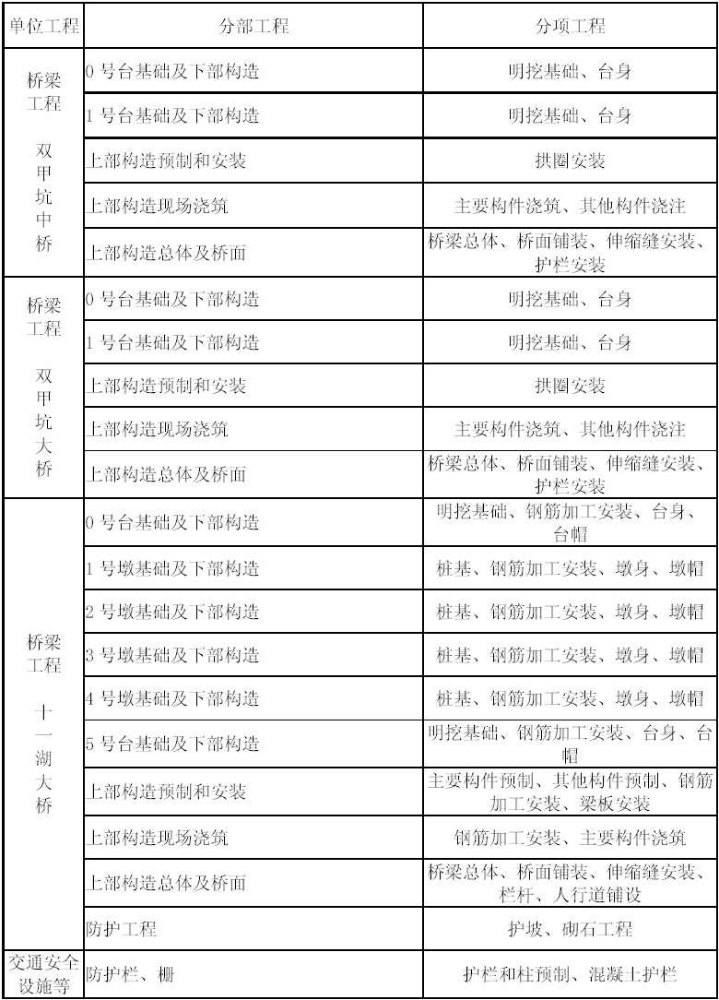 单位工程 分部工程 分项工程
桥梁
工程
双
甲
坑
中
桥
0号台基础及下部构造 明挖基础、台身
1号台基础及下部构造 明挖基础、台身
上部构造预制和安装 拱圈安装
上部构造现场浇筑 主要构件浇筑、其他构件浇注
上部构造总体及桥面 桥梁总体、桥面铺装、伸缩缝安装、
护栏安装
桥梁
工程
双
甲
坑
大
桥
0号台基础及下部构造 明挖基础、台身
1号台基础及下部构造 明挖基础、台身
上部构造预制和安装 拱圈安装
上部构造现场浇筑 主要构件浇筑、其他构件浇注
上部构造总体及桥面 桥梁总体、桥面铺装、伸缩缝安装、
护栏安装
桥梁
工程
十
一
湖
大
桥
0号台基础及下部构造 明挖基础、钢筋加工安装、台身、
台帽
1号墩基础及下部构造 桩基、钢筋加工安装、墩身、墩帽
2号墩基础及下部构造 桩基、钢筋加工安装、墩身、墩帽
3号墩基础及下部构造 桩基、钢筋加工安装、墩身、墩帽
4号墩基础及下部构造 桩基、钢筋加工安装、墩身、墩帽
5号台基础及下部构造 明挖基础、钢筋加工安装、台身、台
帽
上部构造预制和安装 主要构件预制、其他构件预制、钢筋
加工安装、梁板安装
上部构造现场浇筑 钢筋加工安装、主要构件浇筑
上部构造总体及桥面 桥梁总体、桥面铺装、伸缩缝安装、
栏杆、人行道铺设
防护工程 护坡、砌石工程
交通安全
设施等
防护栏、栅 护栏和柱预制、混凝土护栏